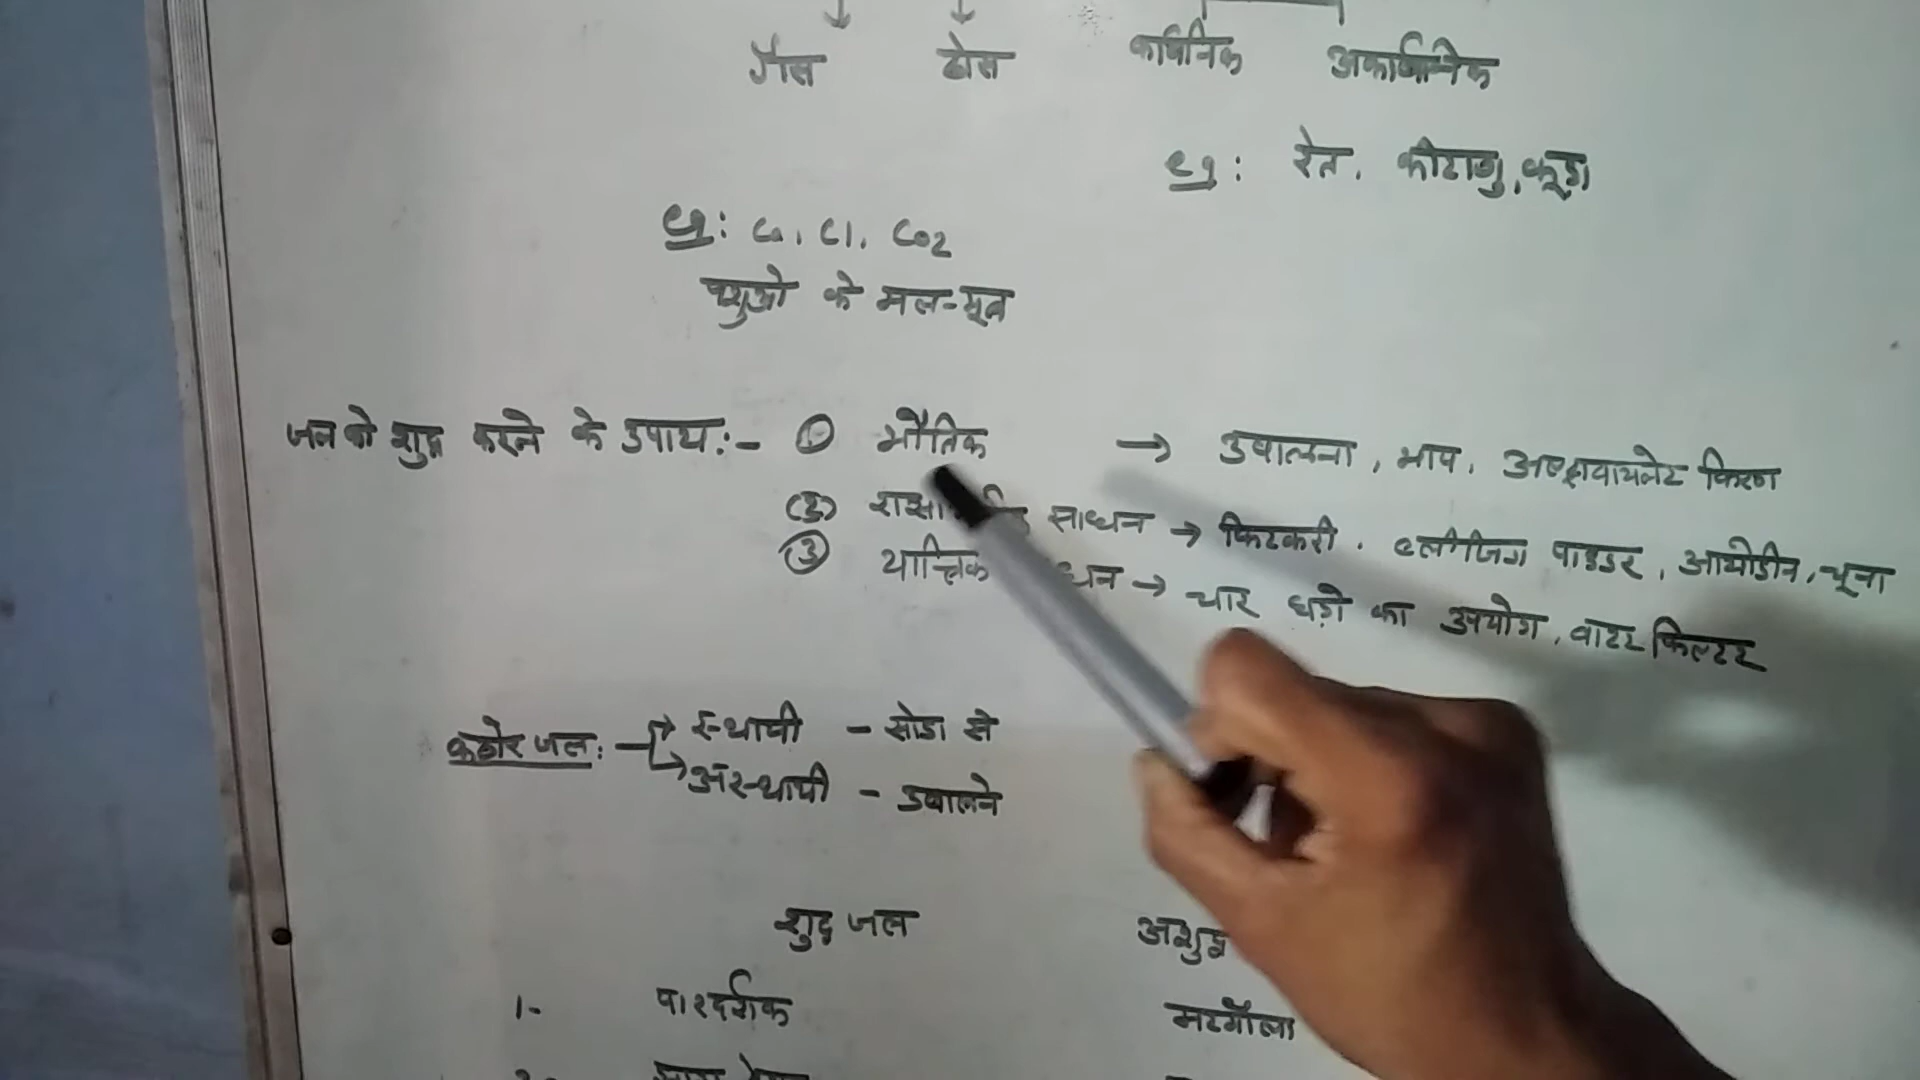 गैस ठोस कार्बनिक अकार्बनिक
eg: रेत, कीटाणु, कूड़ा
eg: Ca, Cl, CO2
पशुओ के मल-मूत्र
जल को शुद्ध करने के उपाय:- ① भौतिक → उबालना, भाप, अल्ट्रावायलेट किरण
(2) साधन → फिटकरी, ब्लीचिंग पाउडर, आयोडीन, चूना
③ यान्त्रिक → चार घड़ो का उपयोग, वाटर फिल्टर
कठोर जल: → स्थायी - सोडा से
→ अस्थायी - उबालने
शुद्ध जल अशुद्ध
1- पारदर्शक मटमैला